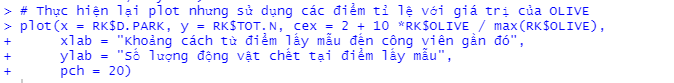 > # Thực hiện lại plot nhưng sử dụng các điểm tỉ lệ với giá trị của OLIVE
> plot(x = RK$D.PARK, y = RK$TOT.N, cex = 2 + 10 *RK$OLIVE / max(RK$OLIVE),
+ xlab = "Khoảng cách từ điểm lấy mẫu đến công viên gần đó",
+ ylab = "Số lượng động vật chết tại điểm lấy mẫu",
+ pch = 20)